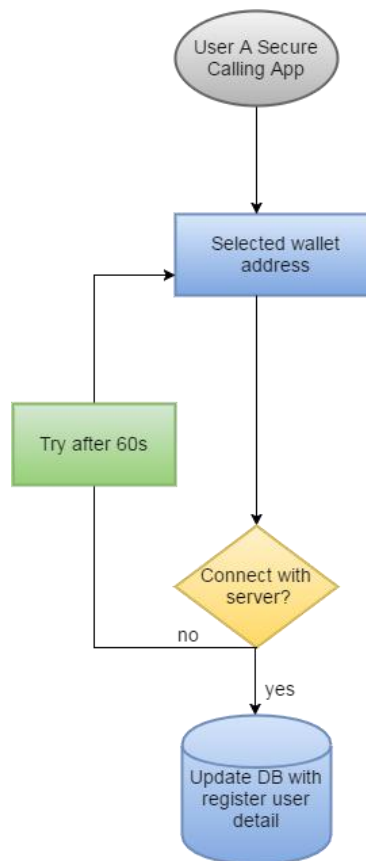 User A Secure
Calling App
Selected wallet
address
Try after 60s
Connect with
server?
no
yes
Update DB with
register user
detail